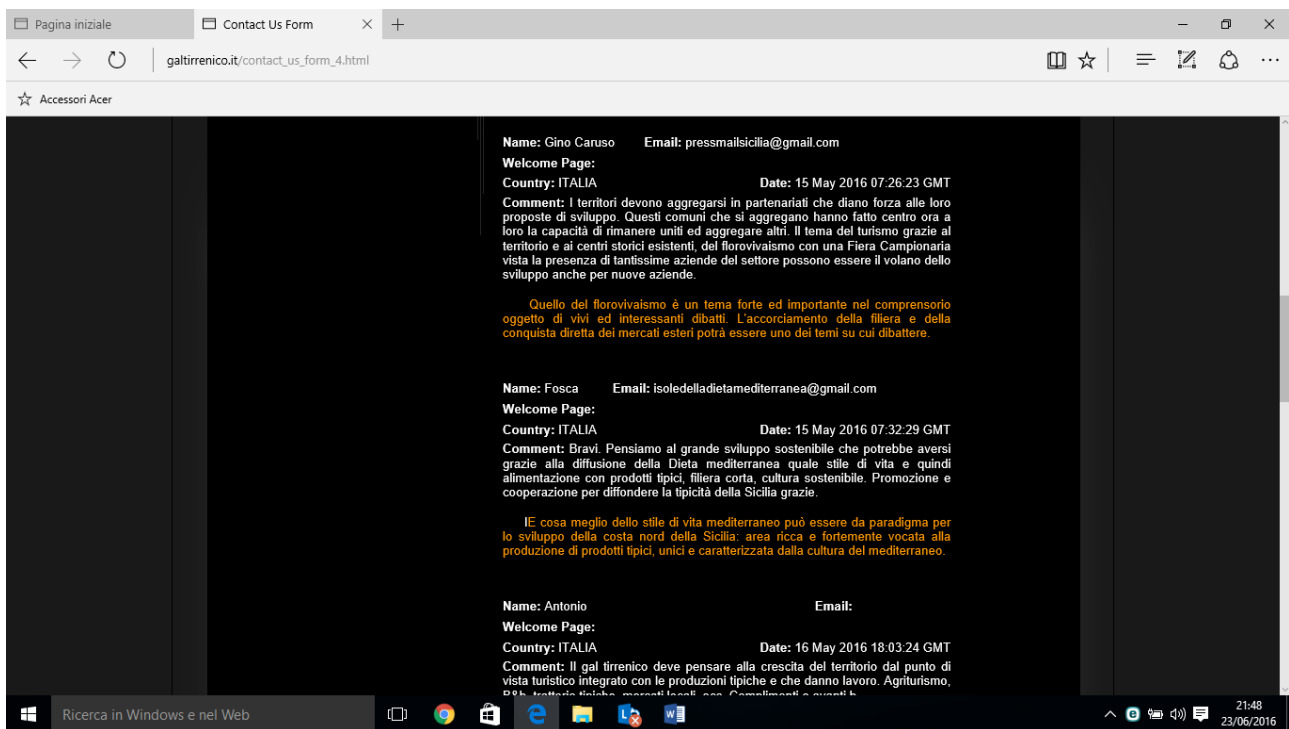 Pagina iniziale
Contact Us Form
galtirrenico.it/contact_us_form_4.html
Accessori Acer
Name: Gino Caruso Email: pressmailsicilia@gmail.com
Welcome Page:
Country: ITALIA Date: 15 May 2016 07:26:23 GMT
Comment: I territori devono aggregarsi in partenariati che diano forza alle loro
proposte di sviluppo. Questi comuni che si aggregano hanno fatto centro ora a
loro la capacità di rimanere uniti ed aggregare altri. Il tema del turismo grazie al
territorio e ai centri storici esistenti, del florovivaismo con una Fiera Campionaria
vista la presenza di tantissime aziende del settore possono essere il volano dello
sviluppo anche per nuove aziende.
Quello del florovivaismo è un tema forte ed importante nel comprensorio
oggetto di vivi ed interessanti dibatti. L'accorciamento della filiera e della
conquista diretta dei mercati esteri potrà essere uno dei temi su cui dibattere.
Name: Fosca Email: isoledelladietamediterranea@gmail.com
Welcome Page:
Country: ITALIA Date: 15 May 2016 07:32:29 GMT
Comment: Bravi. Pensiamo al grande sviluppo sostenibile che potrebbe aversi
grazie alla diffusione della Dieta mediterranea quale stile di vita e quindi
alimentazione con prodotti tipici, filiera corta, cultura sostenibile. Promozione e
cooperazione per diffondere la tipicità della Sicilia grazie.
IE cosa meglio dello stile di vita mediterraneo può essere da paradigma per
lo sviluppo della costa nord della Sicilia: area ricca e fortemente vocata alla
produzione di prodotti tipici, unici e caratterizzata dalla cultura del mediterraneo.
Name: Antonio Email:
Welcome Page:
Country: ITALIA Date: 16 May 2016 18:03:24 GMT
Comment: Il gal tirrenico deve pensare alla crescita del territorio dal punto di
vista turistico integrato con le produzioni tipiche e che danno lavoro. Agriturismo,
B&b, trattorie tipiche, mercati locali, ecc. Complimenti e avanti
Ricerca in Windows e nel Web
21:48
23/06/2016